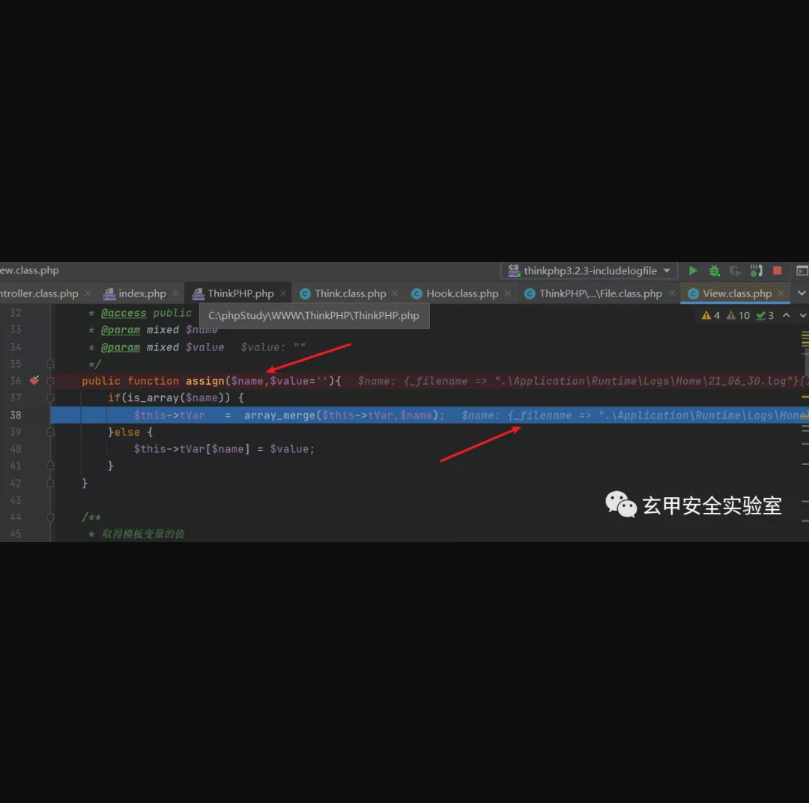 ew.class.php
thinkphp3.2.3-includelogfile
ntroller.class.php index.php ThinkPHP.php Think.class.php Hook.class.php ThinkPHP\...\File.class.php View.class.php
32 * @access public
C:\phpStudy\WWW\ThinkPHP\ThinkPHP.php
4 10 3
33 * @param mixed $name
34 * @param mixed $value $value: ""
35 */
36 public function assign($name,$value=''){ $name: {_filename => ".\Application\Runtime\Logs\Home\21_06_30.log"}[
37 if(is_array($name)) {
38 $this->tVar = array_merge($this->tVar,$name); $name: {_filename => ".\Application\Runtime\Logs\Home
39 }else {
40 $this->tVar[$name] = $value;
41 }
42 }
43
玄甲安全实验室
44 /**
45 * 取得模板变量的值